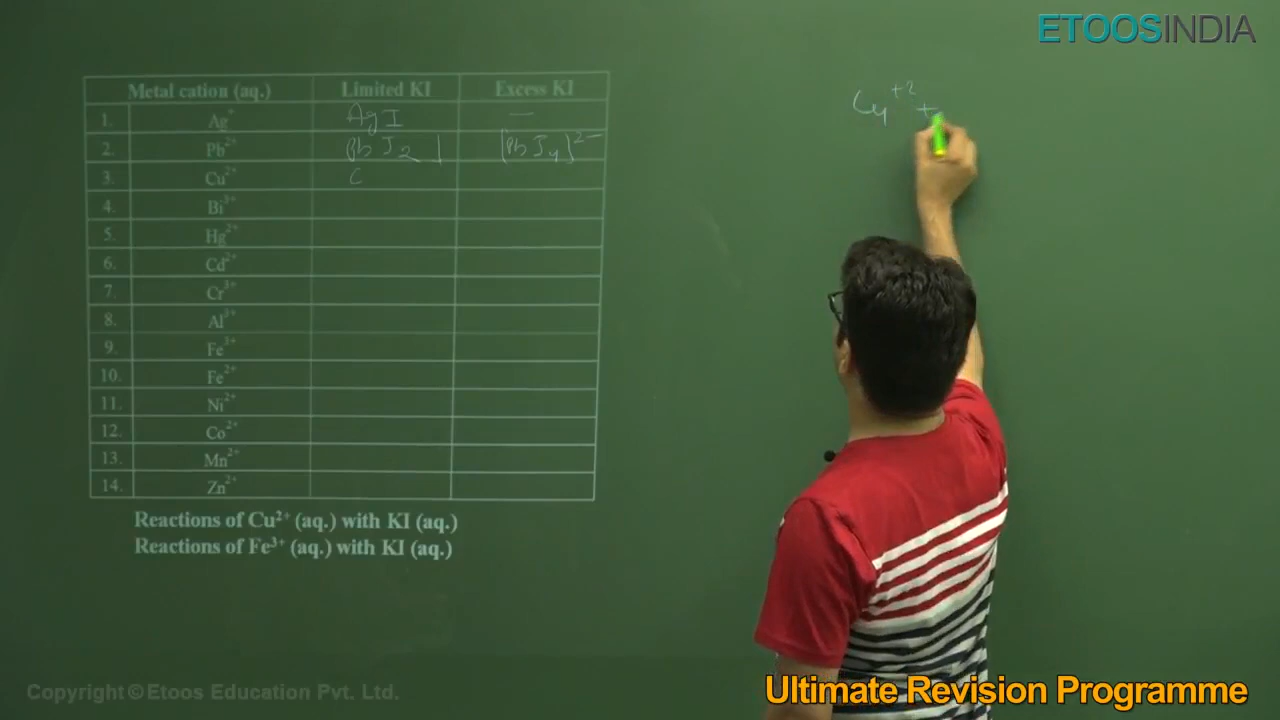 ETOOSINDIA
Metal cation (aq.) Limited KI Excess KI
1. Ag⁺ AgI —
2. Pb²⁺ PbI₂↓ [PbI₄]²⁻
3. Cu²⁺ C
4. Bi³⁺
5. Hg²⁺
6. Cd²⁺
7. Cr³⁺
8. Al³⁺
9. Fe³⁺
10. Fe²⁺
11. Ni²⁺
12. Co²⁺
13. Mn²⁺
14. Zn²⁺
Reactions of Cu²⁺ (aq.) with KI (aq.)
Reactions of Fe³⁺ (aq.) with KI (aq.)
Cu⁺² +
Copyright © Etoos Education Pvt. Ltd.
Ultimate Revision Programme